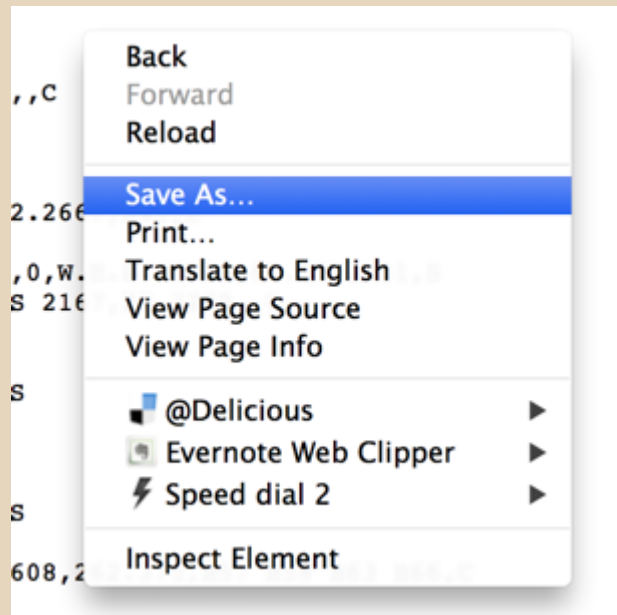 Back
,,C
Forward
Reload
Save As...
2.266
Print...
,0,W.
Translate to English
S 216
View Page Source
View Page Info
S
@Delicious
Evernote Web Clipper
Speed dial 2
S
Inspect Element
608,2